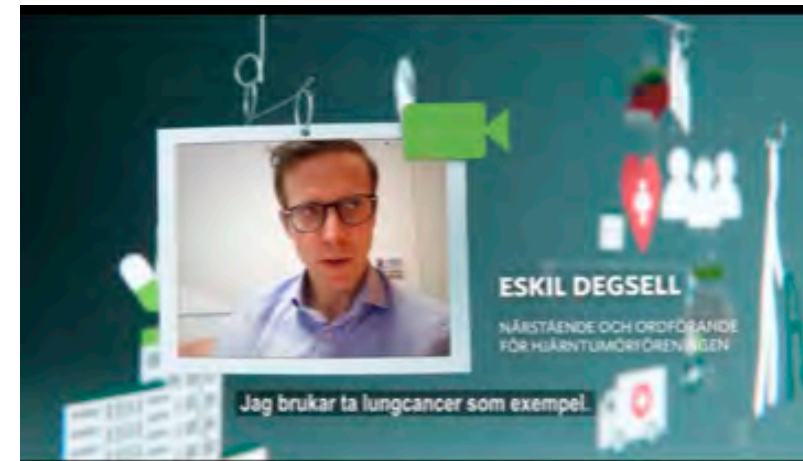 ESKIL DEGSELL
NÄRSTÅENDE OCH ORDFÖRANDE
FÖR HJÄRNTUMÖRFÖRENINGEN
Jag brukar ta lungcancer som exempel.